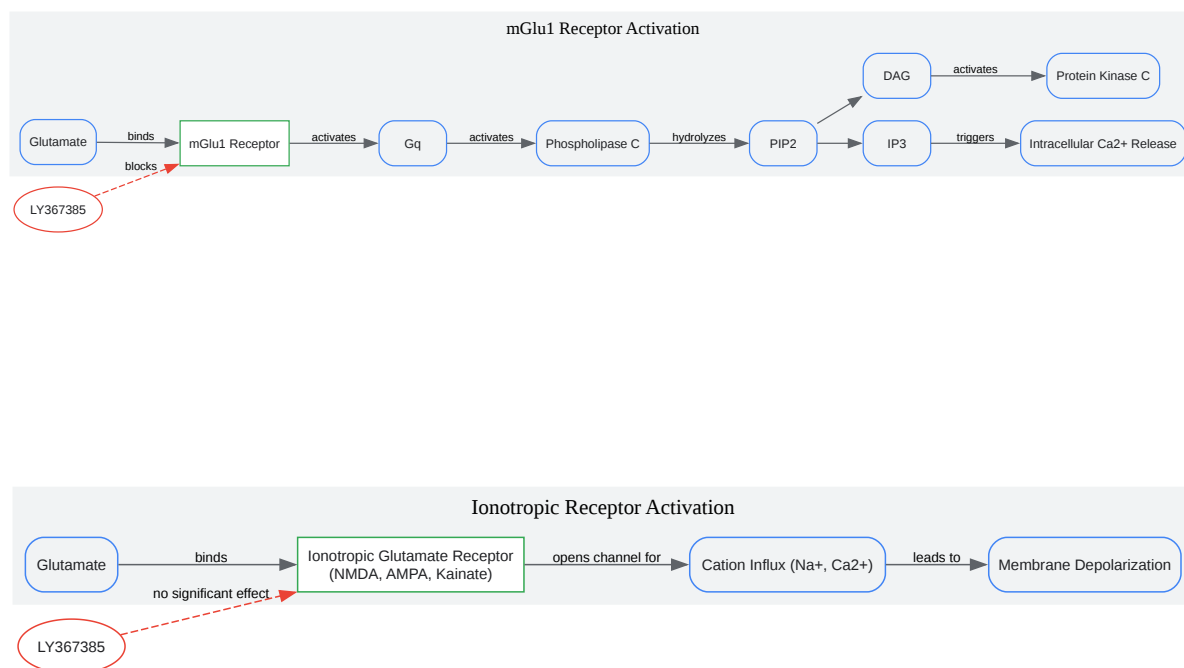 mGlu1 Receptor Activation
DAG
activates
Protein Kinase C
Glutamate
binds
mGlu1 Receptor
activates
Gq
activates
Phospholipase C
hydrolyzes
PIP2
IP3
triggers
Intracellular Ca2+ Release
blocks
LY367385
Ionotropic Receptor Activation
Glutamate
binds
Ionotropic Glutamate Receptor
(NMDA, AMPA, Kainate)
opens channel for
Cation Influx (Na+, Ca2+)
leads to
Membrane Depolarization
no significant effect
LY367385